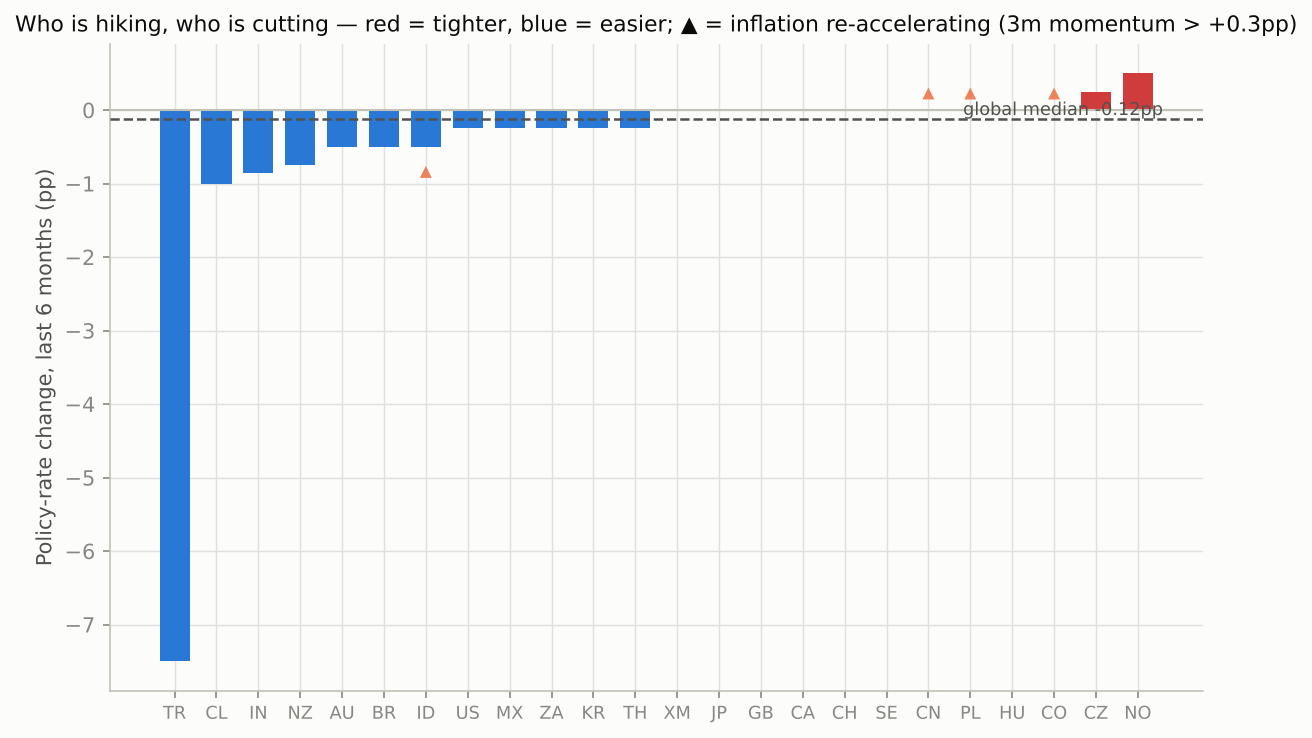 Who is hiking, who is cutting — red = tighter, blue = easier; ▲ = inflation re-accelerating (3m momentum > +0.3pp)
Policy-rate change, last 6 months (pp)
0
−1
−2
−3
−4
−5
−6
−7
global median -0.12pp
TR CL IN NZ AU BR ID US MX ZA KR TH XM JP GB CA CH SE CN PL HU CO CZ NO